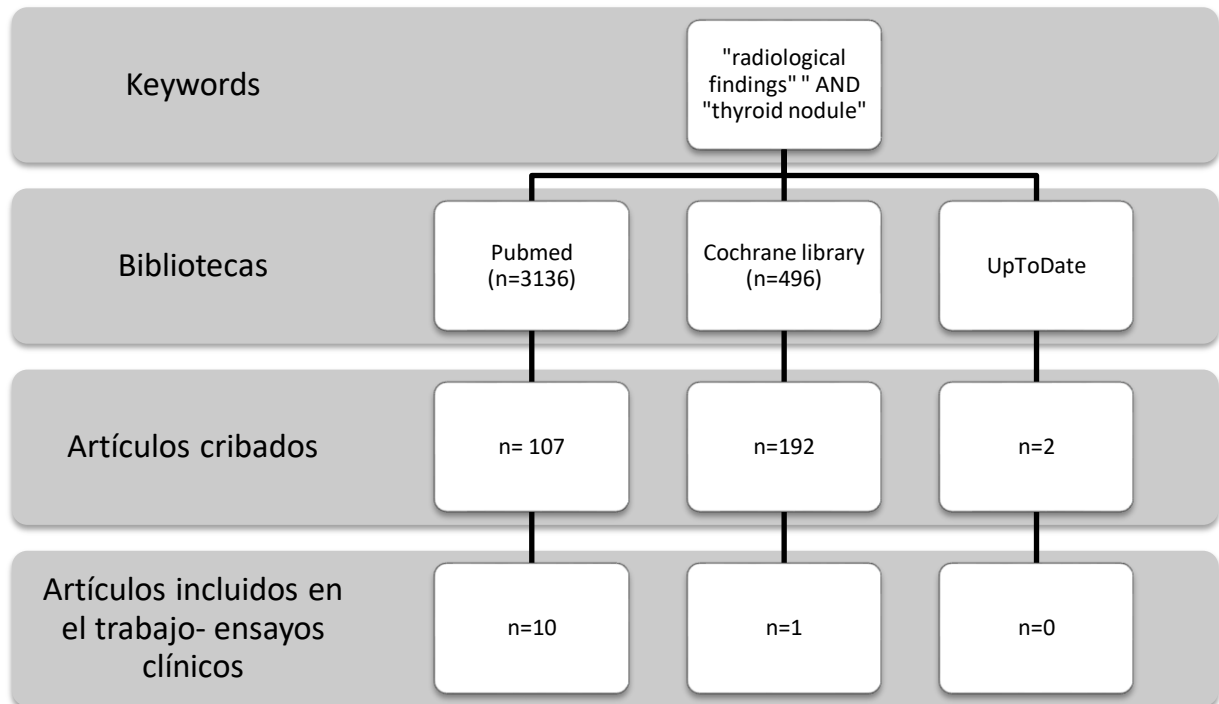 Keywords
"radiological
findings" " AND
"thyroid nodule"
Bibliotecas
Pubmed
(n=3136)
Cochrane library
(n=496)
UpToDate
Artículos cribados
n= 107
n=192
n=2
Artículos incluidos en
el trabajo- ensayos
clínicos
n=10
n=1
n=0